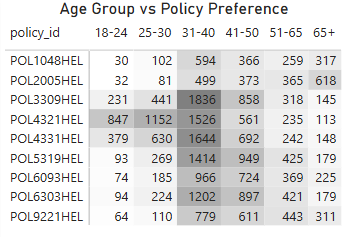 Age Group vs Policy Preference
policy_id 18-24 25-30 31-40 41-50 51-65 65+
POL1048HEL 30 102 594 366 259 317
POL2005HEL 32 81 499 373 365 618
POL3309HEL 231 441 1836 858 318 145
POL4321HEL 847 1152 1526 561 235 113
POL4331HEL 379 630 1644 692 242 148
POL5319HEL 93 269 1414 949 425 179
POL6093HEL 74 185 966 724 369 225
POL6303HEL 94 224 1202 897 421 179
POL9221HEL 64 110 779 611 443 311